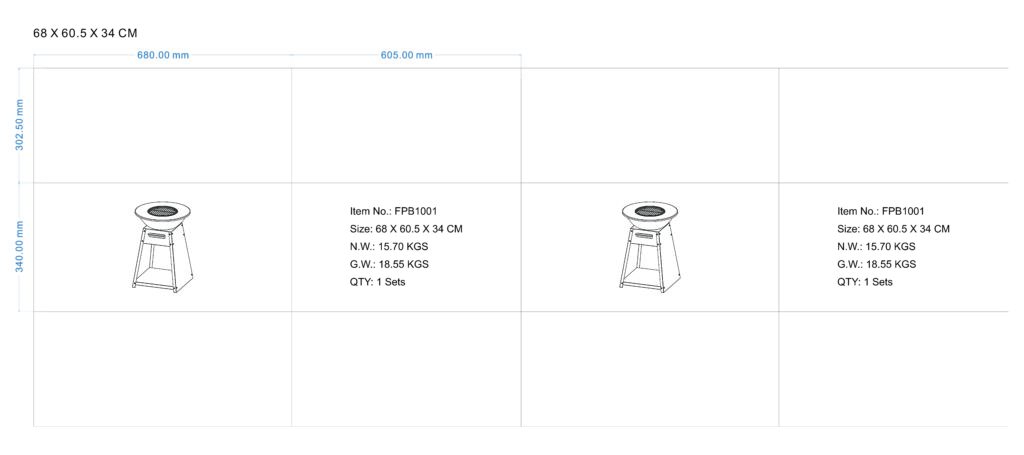 68 X 60.5 X 34 CM
680.00 mm
605.00 mm
302.50 mm
340.00 mm
Item No.: FPB1001
Size: 68 X 60.5 X 34 CM
N.W.: 15.70 KGS
G.W.: 18.55 KGS
QTY: 1 Sets
Item No.: FPB1001
Size: 68 X 60.5 X 34 CM
N.W.: 15.70 KGS
G.W.: 18.55 KGS
QTY: 1 Sets